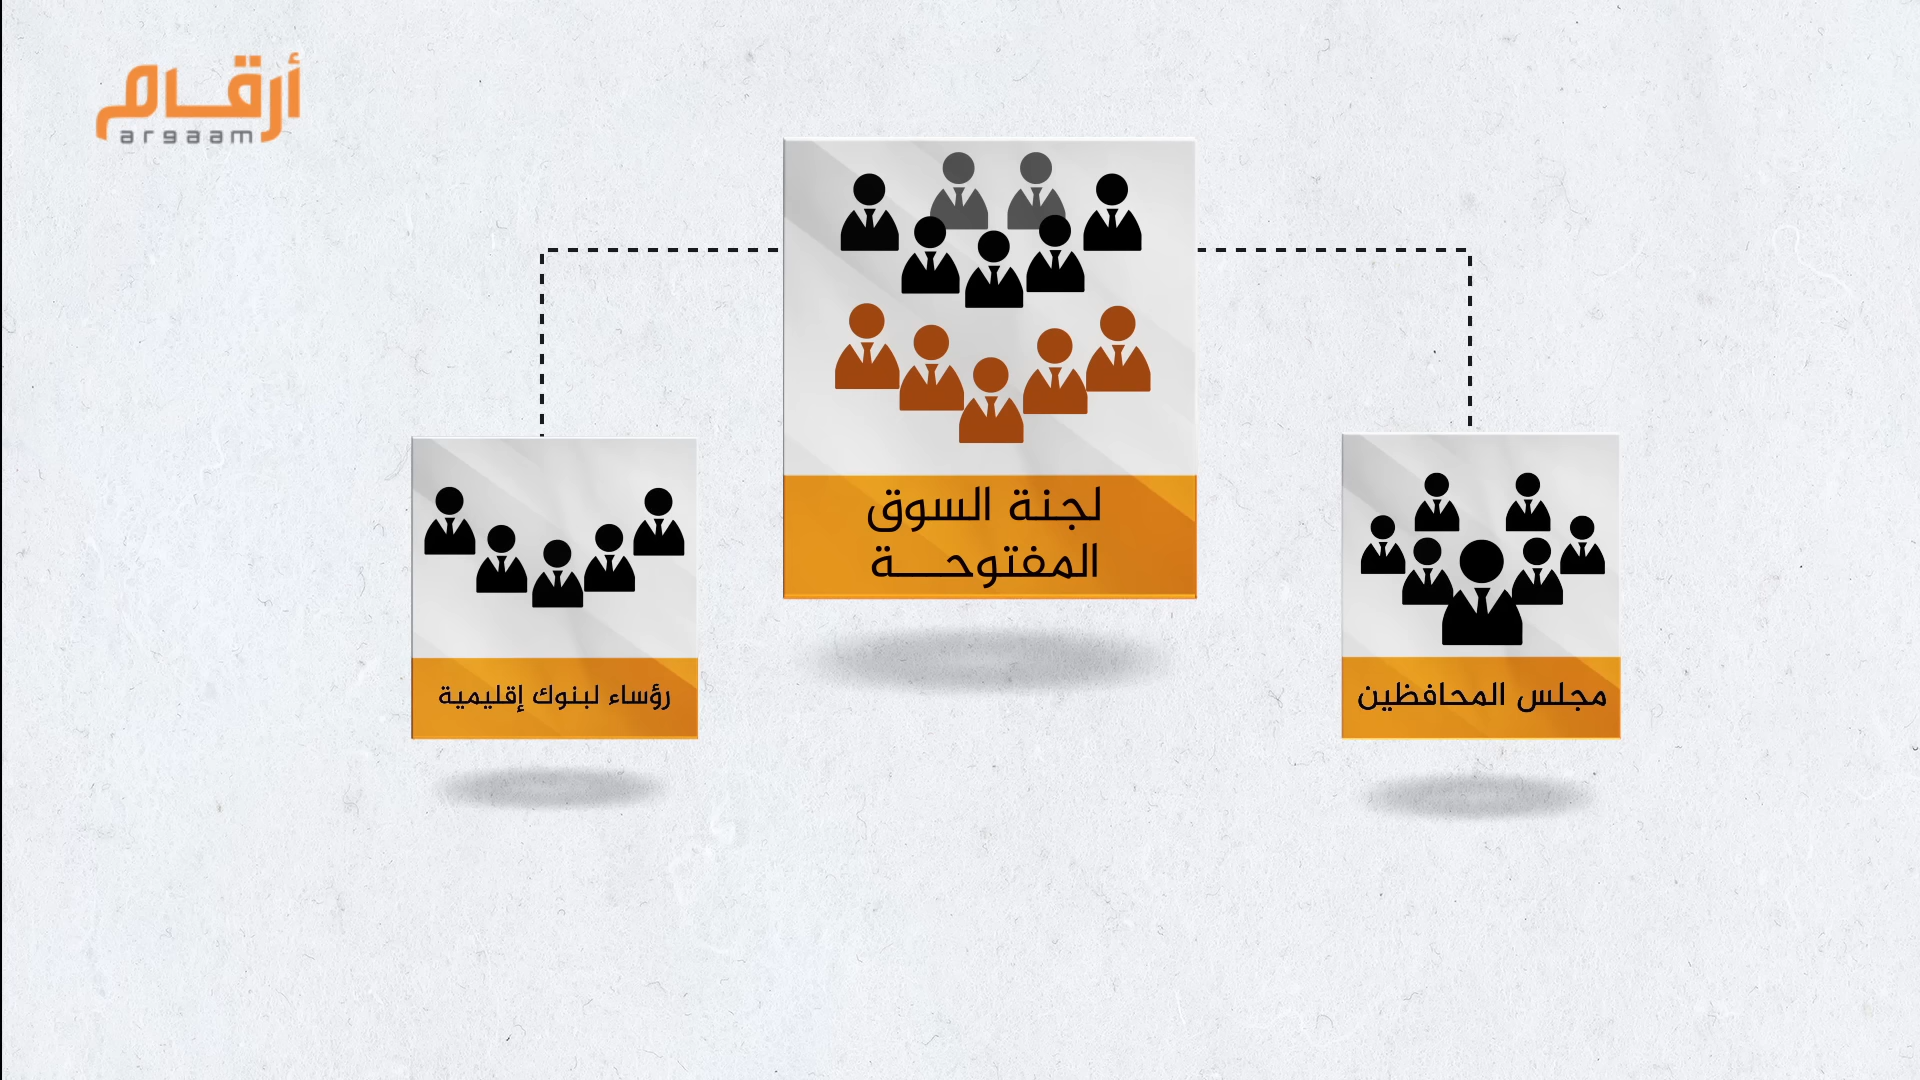 أرقام
argaam
لجنة السوق
المفتوحـــة
مجلس المحافظين
رؤساء لبنوك إقليمية